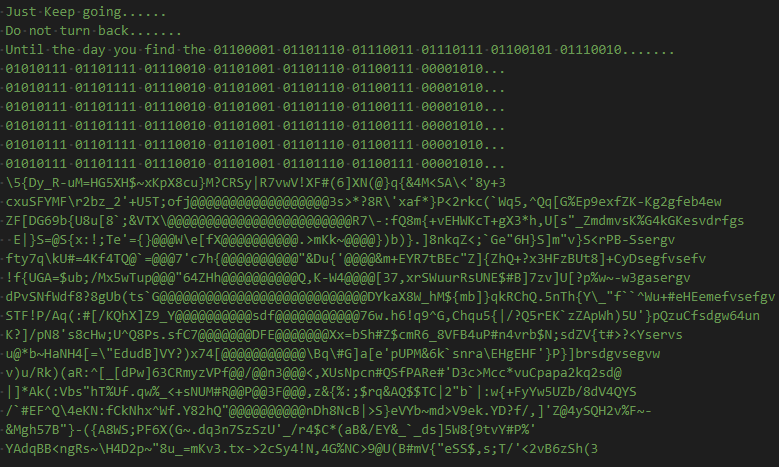 Just Keep going......
Do not turn back.......
Until the day you find the 01100001 01101110 01110011 01110111 01100101 01110010.......
01010111 01101111 01110010 01101001 01101110 01100111 00001010...
01010111 01101111 01110010 01101001 01101110 01100111 00001010...
01010111 01101111 01110010 01101001 01101110 01100111 00001010...
01010111 01101111 01110010 01101001 01101110 01100111 00001010...
01010111 01101111 01110010 01101001 01101110 01100111 00001010...
01010111 01101111 01110010 01101001 01101110 01100111 00001010...
\5{Dy_R-uM=HG5XH$~xKpX8cu}M?CRSy|R7vwV!XF#(6]XN(@}q{&4M<SA\<'8y+3
cxuSFYMF\r2bz_2'+U5T;ofj@@@@@@@@@@@@@@@@@@3s>*?8R\'xaf*}P<2rkc(`Wq5,^Qq[G%Ep9exfZK-Kg2gfeb4ew
ZF[DG69b{U8u[8`;&VTX\@@@@@@@@@@@@@@@@@@@@@@@@R7\-:fQ8m{+vEHWKcT+gX3*h,U[s"_ZmdmvsK%G4kGKesvdrfgs
E|}S=@S{x:!;Te'={}@@@W\e[fX@@@@@@@@@@.>mKk~@@@@})b)}.]8nkqZ<;`Ge"6H}S]m"v}S<rPB-Ssergv
fty7q\kU#=4Kf4TQ@`=@@@7'c7h{@@@@@@@@@@"&Du{'@@@@&m+EYR7tBEc"Z]{ZhQ+?x3HFzBUt8]+CyDsegfvsefv
!f{UGA=$ub;/Mx5wTup@@@"64ZHh@@@@@@@@@@Q,K-W4@@@@[37,xrSWuurRsUNE$#B]7zv]U[?p%w~-w3gasergv
dPvSNfWdf8?8gUb(ts`G@@@@@@@@@@@@@@@@@@@@@@@@@@@DYkaX8W_hM${mb]}qkRChQ.5nTh{Y\_"f``^Wu+#eHEemefvsefgv
STF!P/Aq(:#[/KQhX]Z9_Y@@@@@@@@@@sdf@@@@@@@@@@@76w.h6!q9^G,Chqu5{|/?Q5rEK`zZApWh)5U'}pQzuCfsdgw64un
K?]/pN8's8cHw;U^Q8Ps.sfC7@@@@@@@DFE@@@@@@@Xx=bSh#Z$cmR6_8VFB4uP#n4vrb$N;sdZV{t#>?<Yservs
u@*b~HaNH4[=\"EdudB]VY?)x74[@@@@@@@@@@@\Bq\#G]a[e'pUPM&6k`snra\EHgEHF'}P}]brsdgvsegvw
v)u/Rk)(aR:^[_[dPw]63CRmyzVPf@@/@@n3@@@<,XUsNpcn#QSfPARe#'D3c>Mcc*vuCpapa2kq2sd@
|]*Ak(:Vbs"hT%Uf.qw%_<+sNUM#R@@P@@3F@@@,z&{%:;$rq&AQ$$TC|2"b`|:w{+FyYw5UZb/8dV4QYS
/`#EF^Q\4eKN:fCkNhx^Wf.Y82hQ"@@@@@@@@@@nDh8NcB|>S}eVYb~md>V9ek.YD?f/,]'Z@4ySQH2v%F~-
&Mgh57B"}-({A8WS;PF6X(G~.dq3n7SzSzU'_/r4$C*(aB&/EY&_`_ds]5W8{9tvY#P%'
YAdqBB<ngRs~\H4D2p~"8u_=mKv3.tx->2cSy4!N,4G%NC>9@U(B#mV{"eSS$,s;T/'<2vB6zSh(3